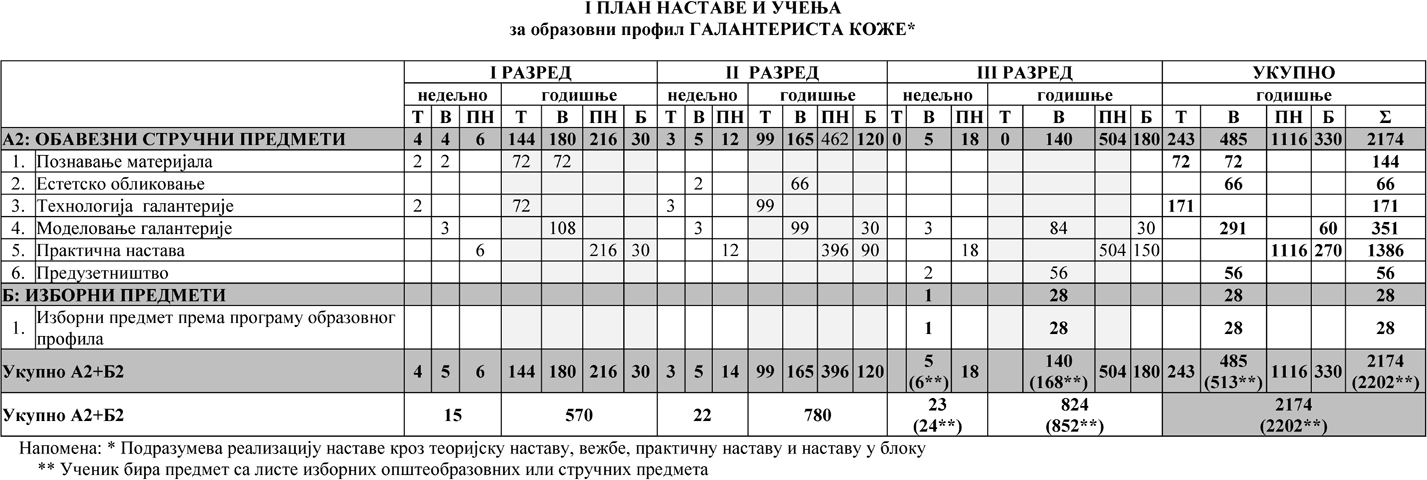 I ПЛАН НАСТАВЕ И УЧЕЊА
за образовни профил ГАЛАНТЕРИСТА КОЖЕ*
I РАЗРЕД II РАЗРЕД III РАЗРЕД УКУПНО
недељно годишње недељно годишње недељно годишње годишње
Т В ПН Т В ПН Б Т В ПН Т В ПН Б Т В ПН Т В ПН Б Т В ПН Б Σ
А2: ОБАВЕЗНИ СТРУЧНИ ПРЕДМЕТИ 4 4 6 144 180 216 30 3 5 12 99 165 462 120 0 5 18 0 140 504 180 243 485 1116 330 2174
1. Познавање материјала 2 2 72 72 72 72 144
2. Естетско обликовање 2 66 66 66
3. Технологија галантерије 2 72 3 99 171 171
4. Моделовање галантерије 3 108 3 99 30 3 84 30 291 60 351
5. Практична настава 6 216 30 12 396 90 18 504 150 1116 270 1386
6. Предузетништво 2 56 56 56
Б: ИЗБОРНИ ПРЕДМЕТИ 1 28 28 28
1. Изборни предмет према програму образовног
профила 1 28 28 28
Укупно А2+Б2 4 5 6 144 180 216 30 3 5 14 99 165 396 120 5 18 140 504 180 243 485 1116 330 2174
(6**) (168**) (513**) (2202**)
Укупно А2+Б2 15 570 22 780 23 824 2174
(24**) (852**) (2202**)
Напомена: * Подразумева реализацију наставе кроз теоријску наставу, вежбе, практичну наставу и наставу у блоку
** Ученик бира предмет са листе изборних општеобразовних или стручних предмета